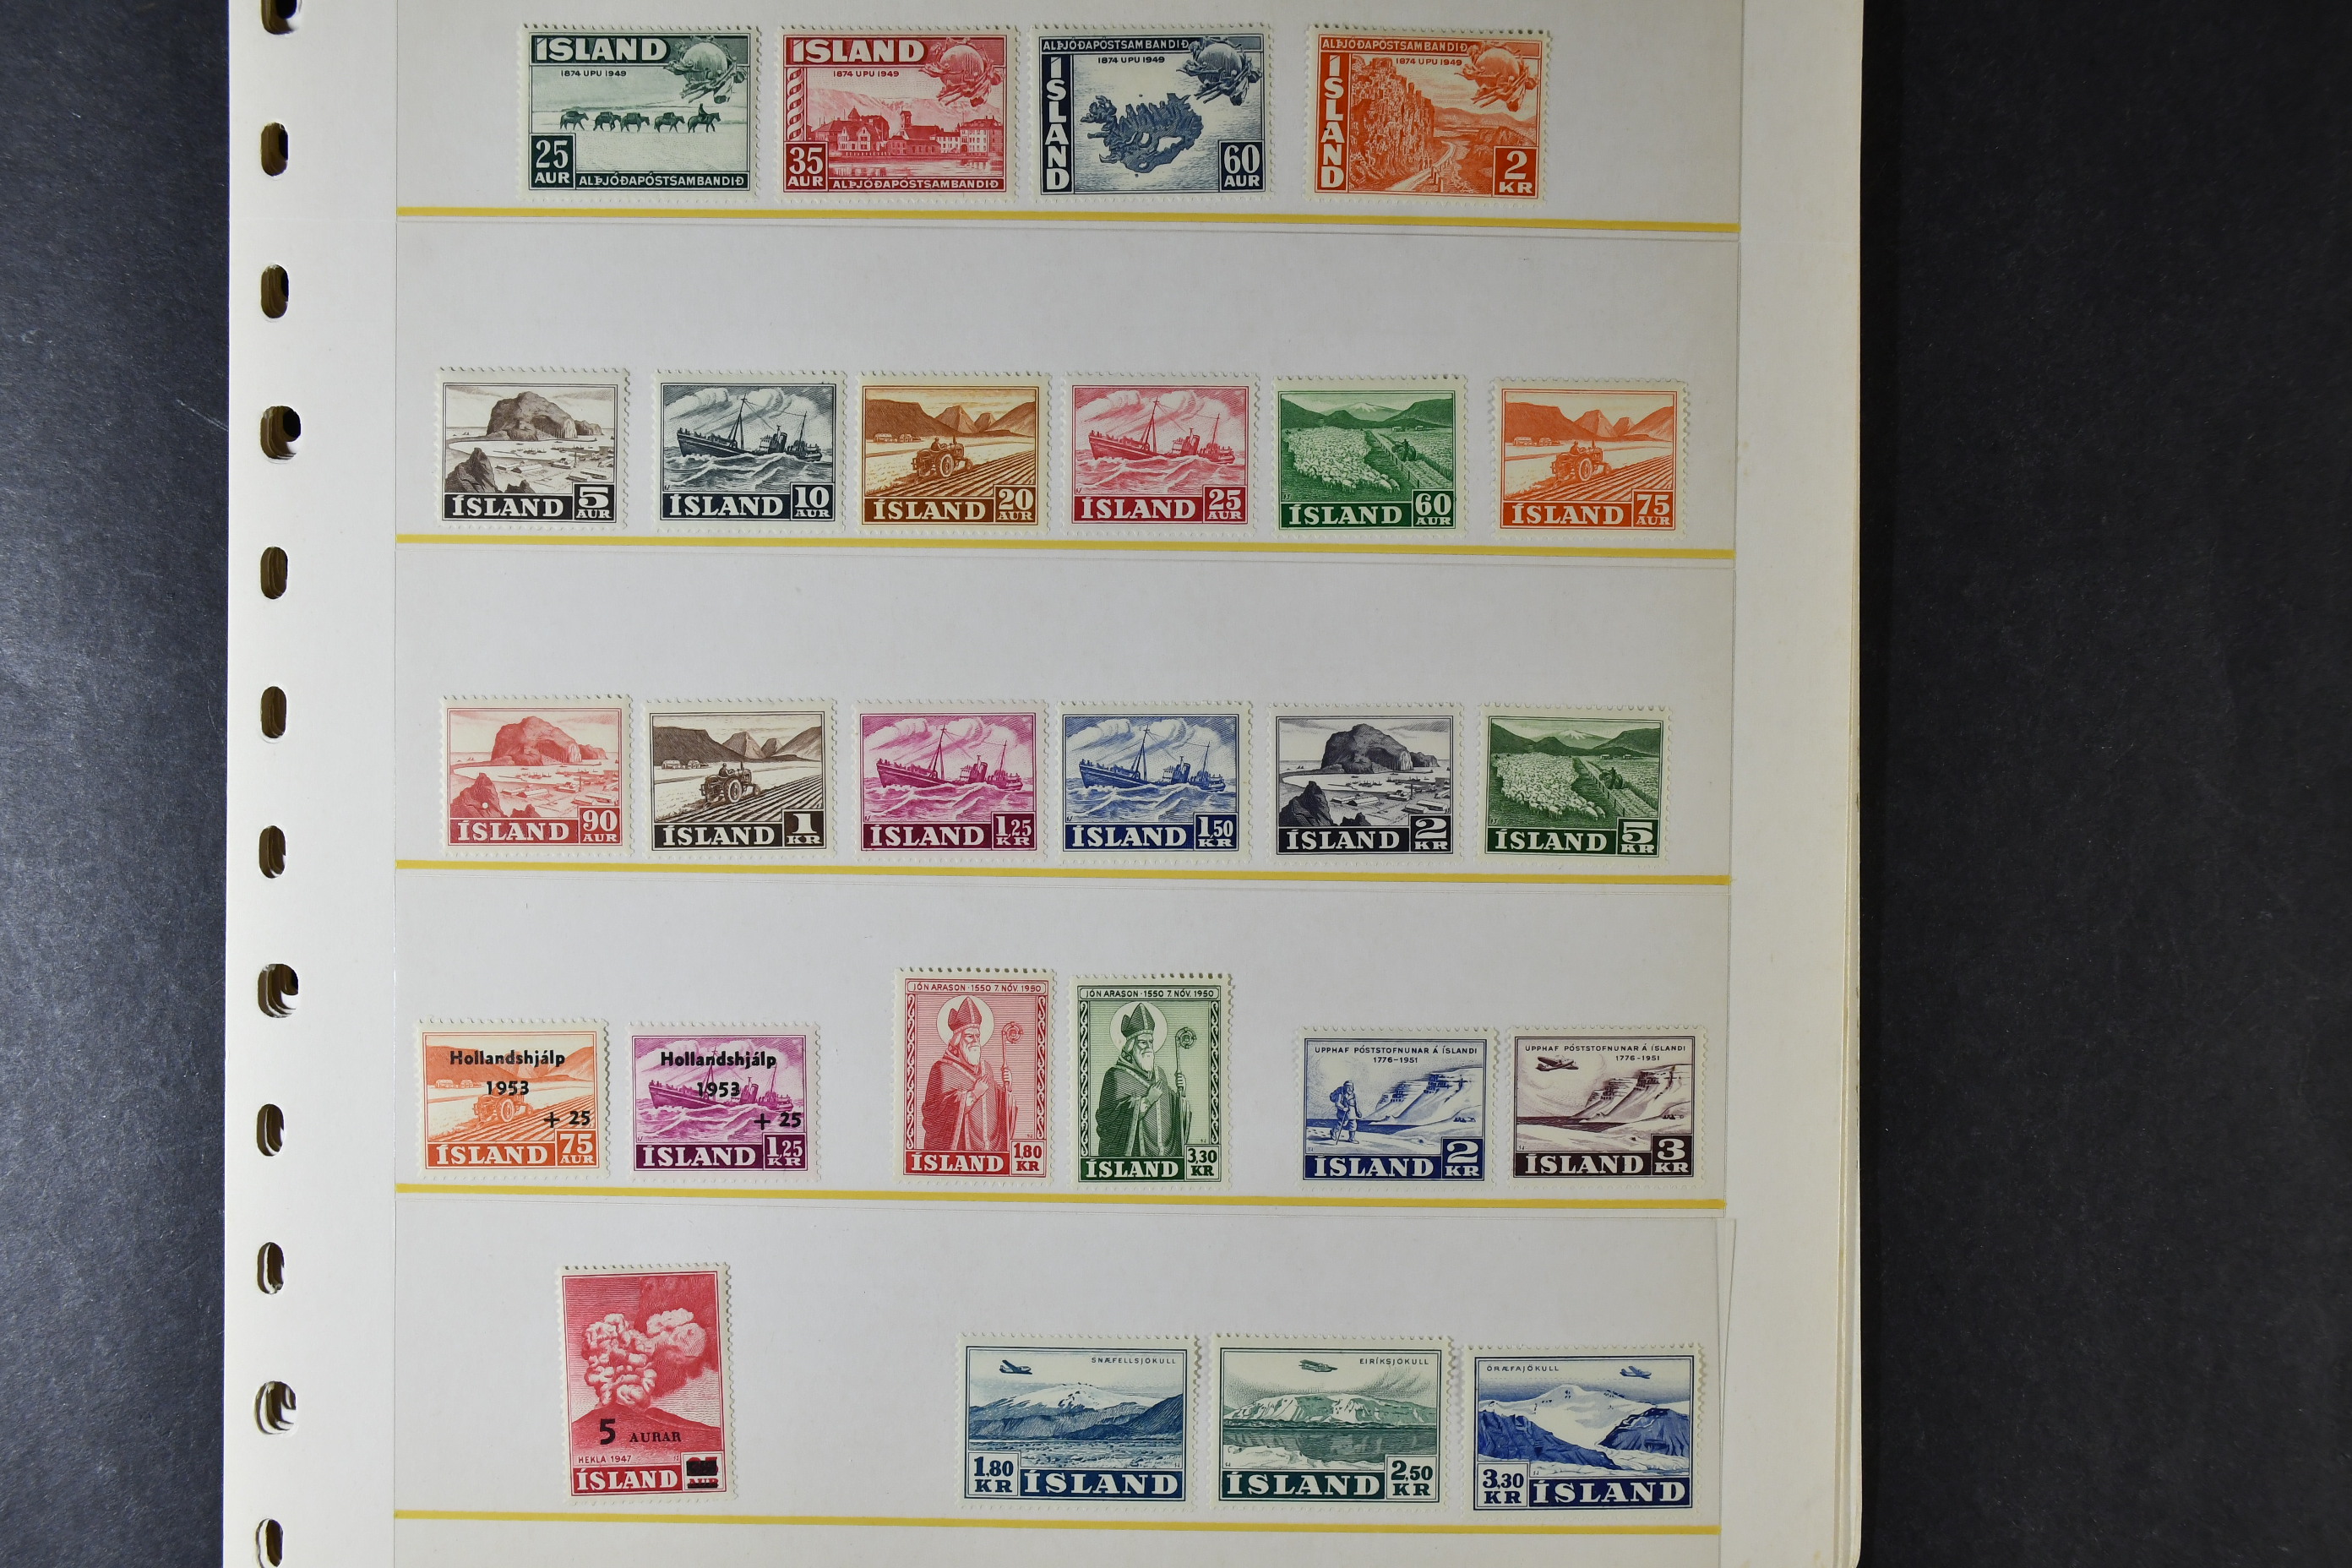 ÍSLAND
1874 UPU 1949
25
AUR
ALÞJÓÐAPÓSTSAMBANDIÐ
ÍSLAND
1874 UPU 1949
35
AUR
ALÞJÓÐAPÓSTSAMBANDIÐ
ALÞJÓÐAPÓSTSAMBANDIÐ
1874 UPU 1949
ÍSLAND
60
AUR
ALÞJÓÐAPÓSTSAMBANDIÐ
1874 UPU 1949
ÍSLAND
2
KR
ÍSLAND 5
AUR
ÍSLAND 10
AUR
ÍSLAND 20
AUR
ÍSLAND 25
AUR
ÍSLAND 60
AUR
ÍSLAND 75
AUR
ÍSLAND 90
AUR
ÍSLAND 1
KR
ÍSLAND 1,25
KR
ÍSLAND 1,50
KR
ÍSLAND 2
KR
ÍSLAND 5
KR
Hollandshjálp
1953
+ 25
ÍSLAND 75
AUR
Hollandshjálp
1953
+ 25
ÍSLAND 1,25
KR
JÓN ARASON · 1550 7. NÓV. 1950
ÍSLAND 1,80
KR
JÓN ARASON · 1550 7. NÓV. 1950
ÍSLAND 3,30
KR
UPPHAF PÓSTSTOFNUNAR Á ÍSLANDI
1776-1951
ÍSLAND 2
KR
UPPHAF PÓSTSTOFNUNAR Á ÍSLANDI
1776-1951
ÍSLAND 3
KR
5 AURAR
HEKLA 1947
ÍSLAND
AUR
SNÆFELLSJÖKULL
1,80
KR ÍSLAND
EIRÍKSJÖKULL
ÍSLAND 2,50
KR
ÖRÆFAJÖKULL
3,30
KR ÍSLAND